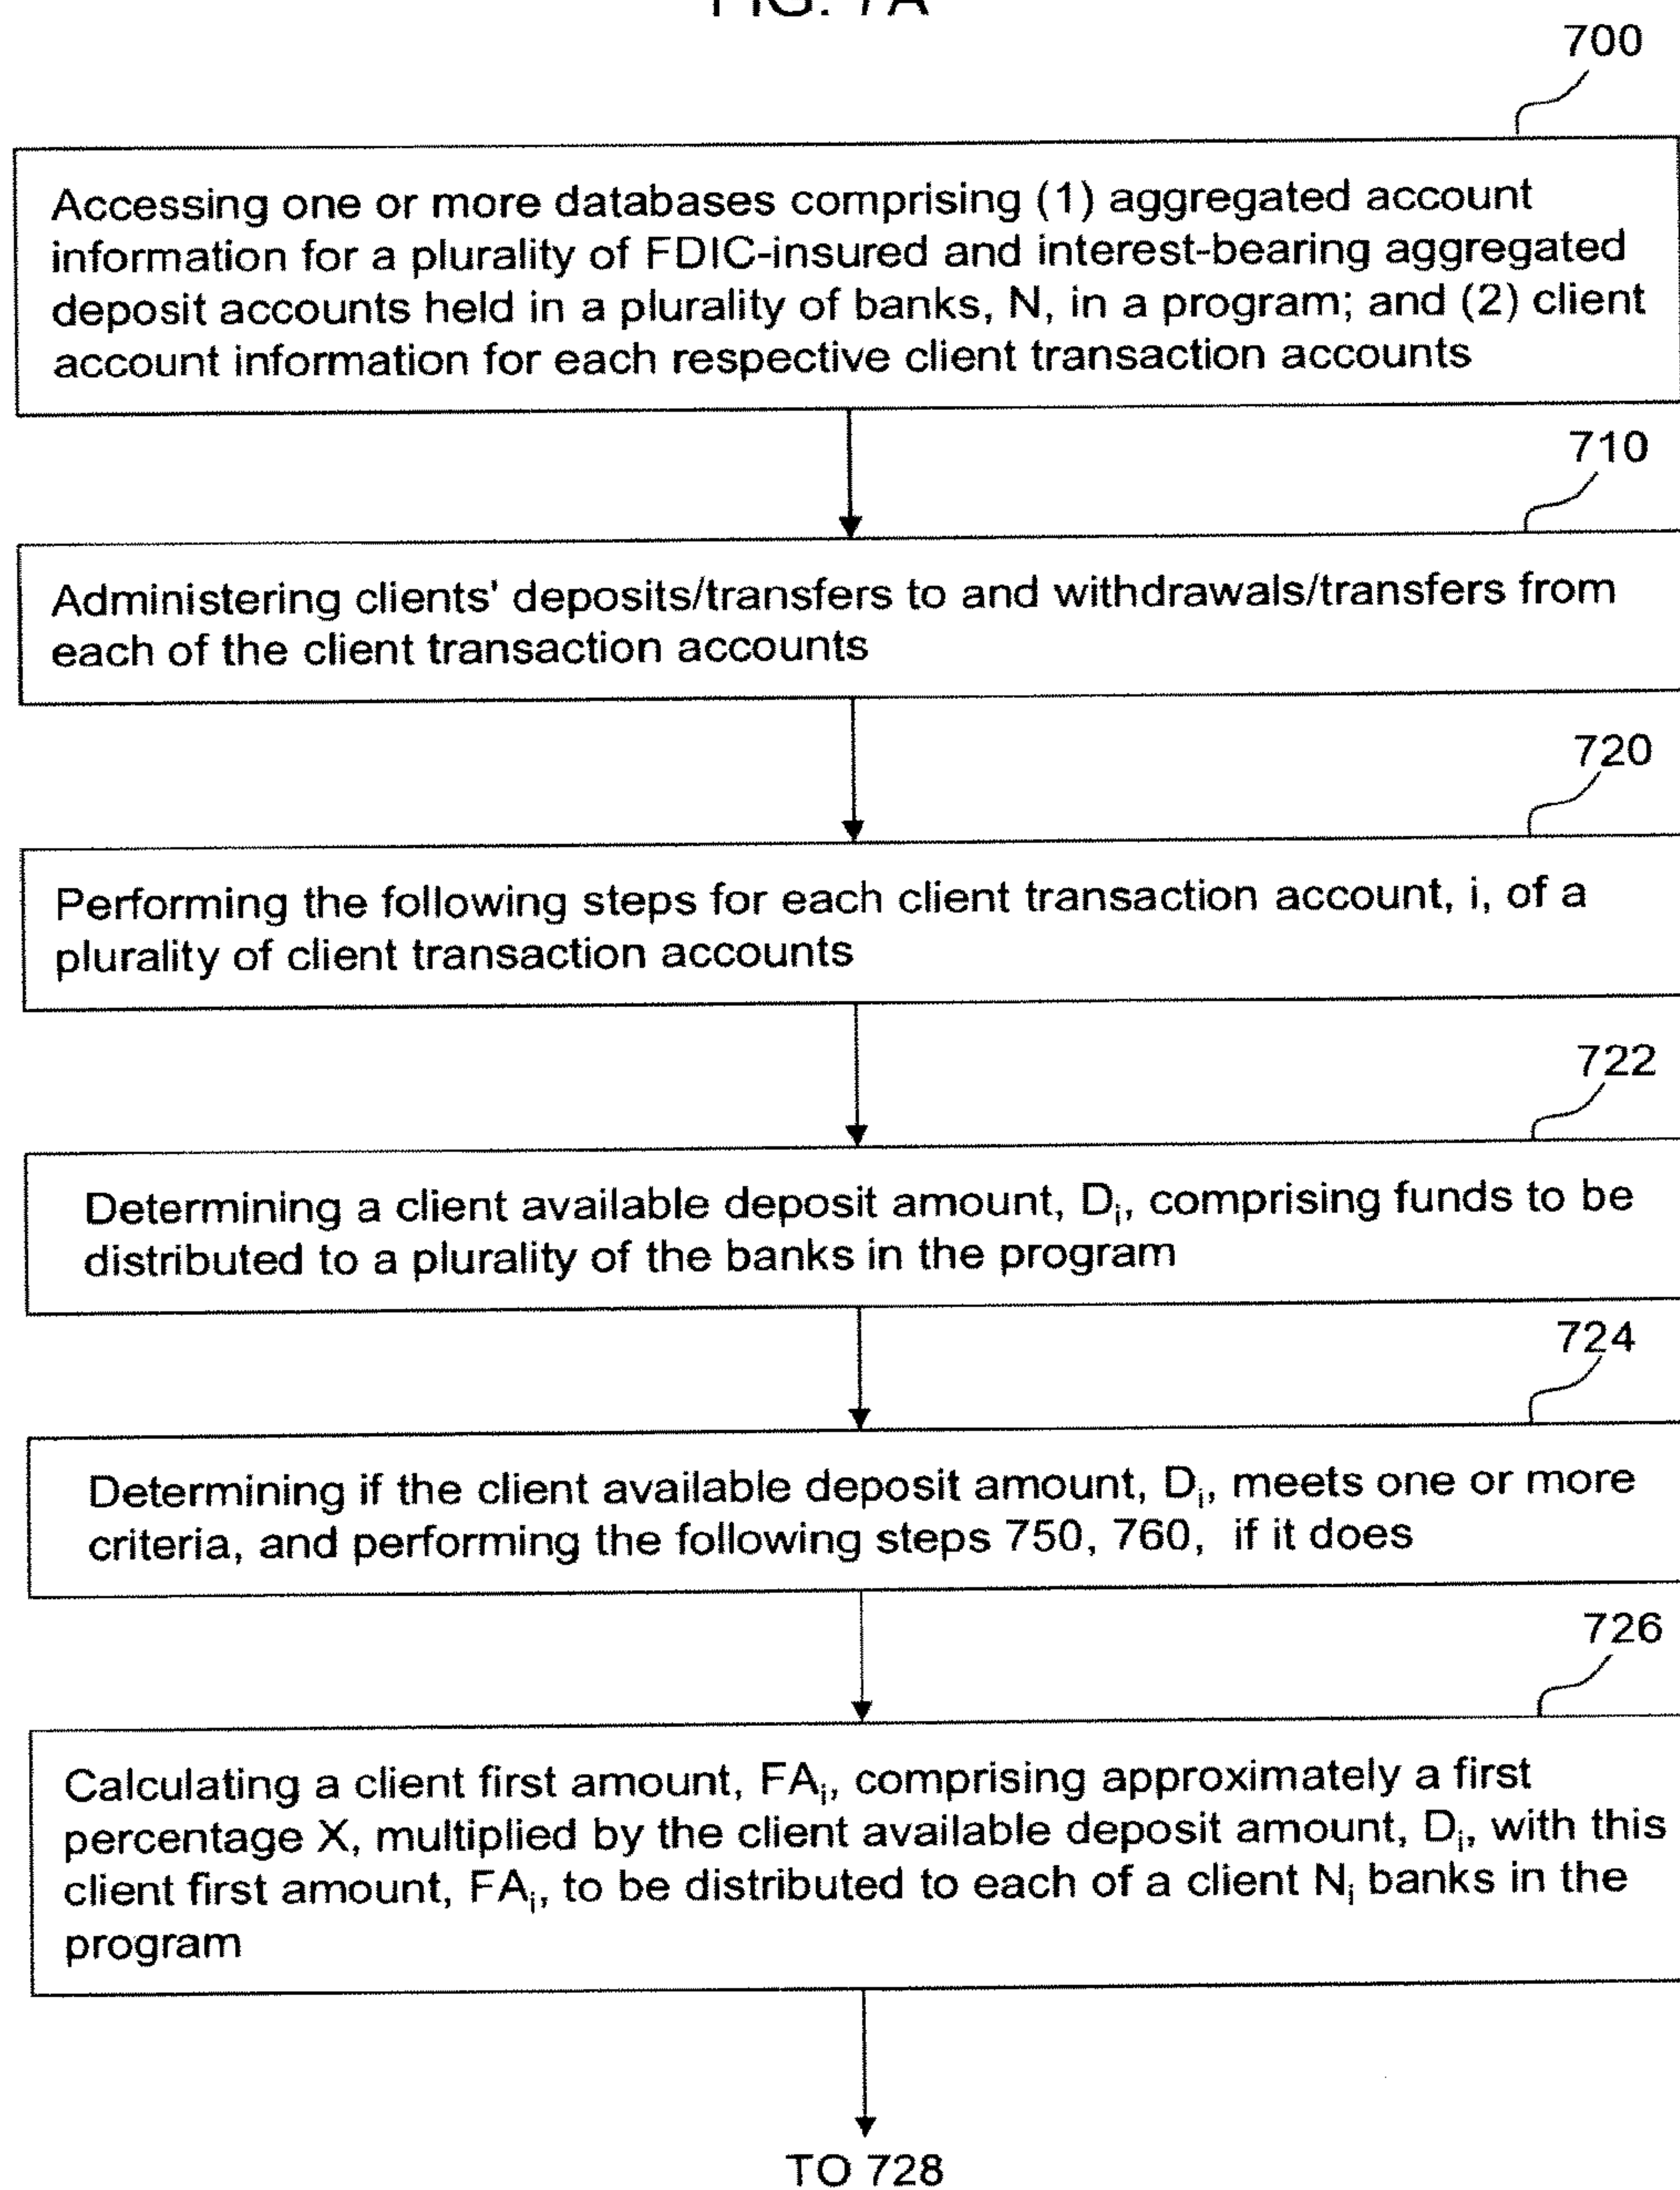 FIG. 7A
700
Accessing one or more databases comprising (1) aggregated account
information for a plurality of FDIC-insured and interest-bearing aggregated
deposit accounts held in a plurality of banks, N, in a program; and (2) client
account information for each respective client transaction accounts
710
Administering clients' deposits/transfers to and withdrawals/transfers from
each of the client transaction accounts
720
Performing the following steps for each client transaction account, i, of a
plurality of client transaction accounts
722
Determining a client available deposit amount, Di, comprising funds to be
distributed to a plurality of the banks in the program
724
Determining if the client available deposit amount, Di, meets one or more
criteria, and performing the following steps 750, 760, if it does
726
Calculating a client first amount, FAi, comprising approximately a first
percentage X, multiplied by the client available deposit amount, Di, with this
client first amount, FAi, to be distributed to each of a client Ni banks in the
program
TO 728